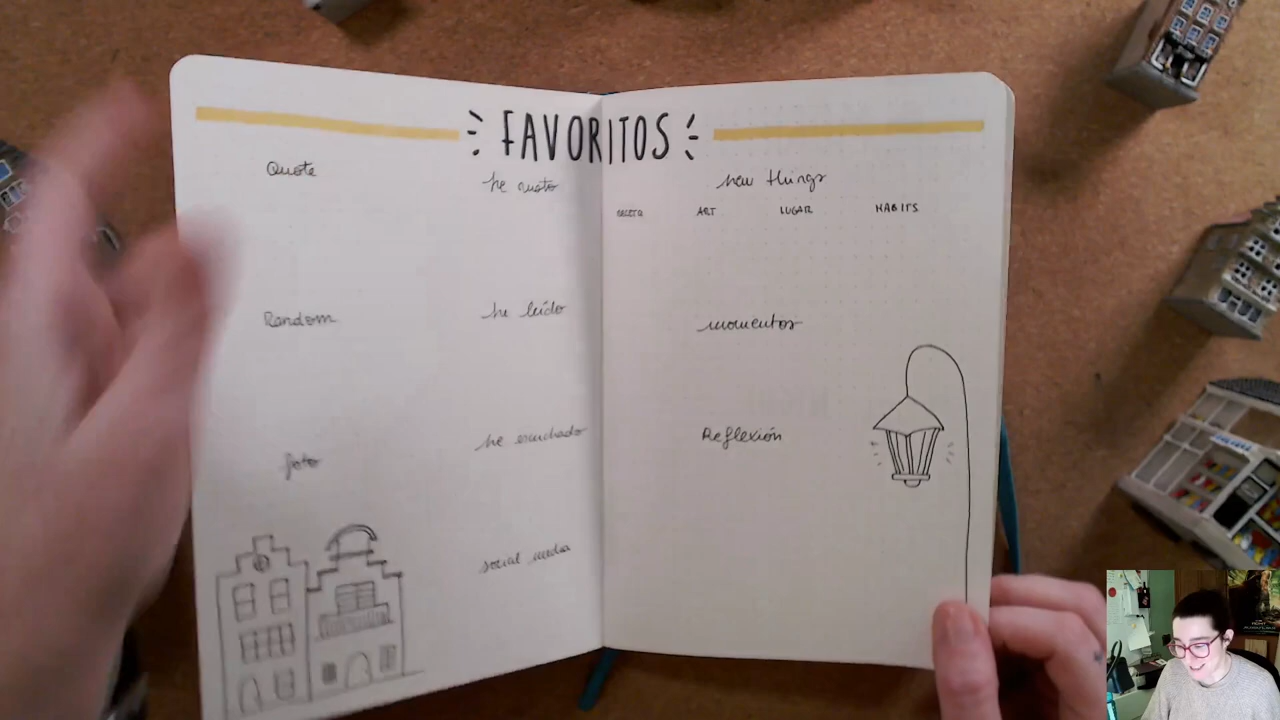 FAVORITOS
Quote
he visto
Random
he leído
foto
he escuchado
social media
new things
RECETA ART LUGAR HABITS
momentos
Reflexión